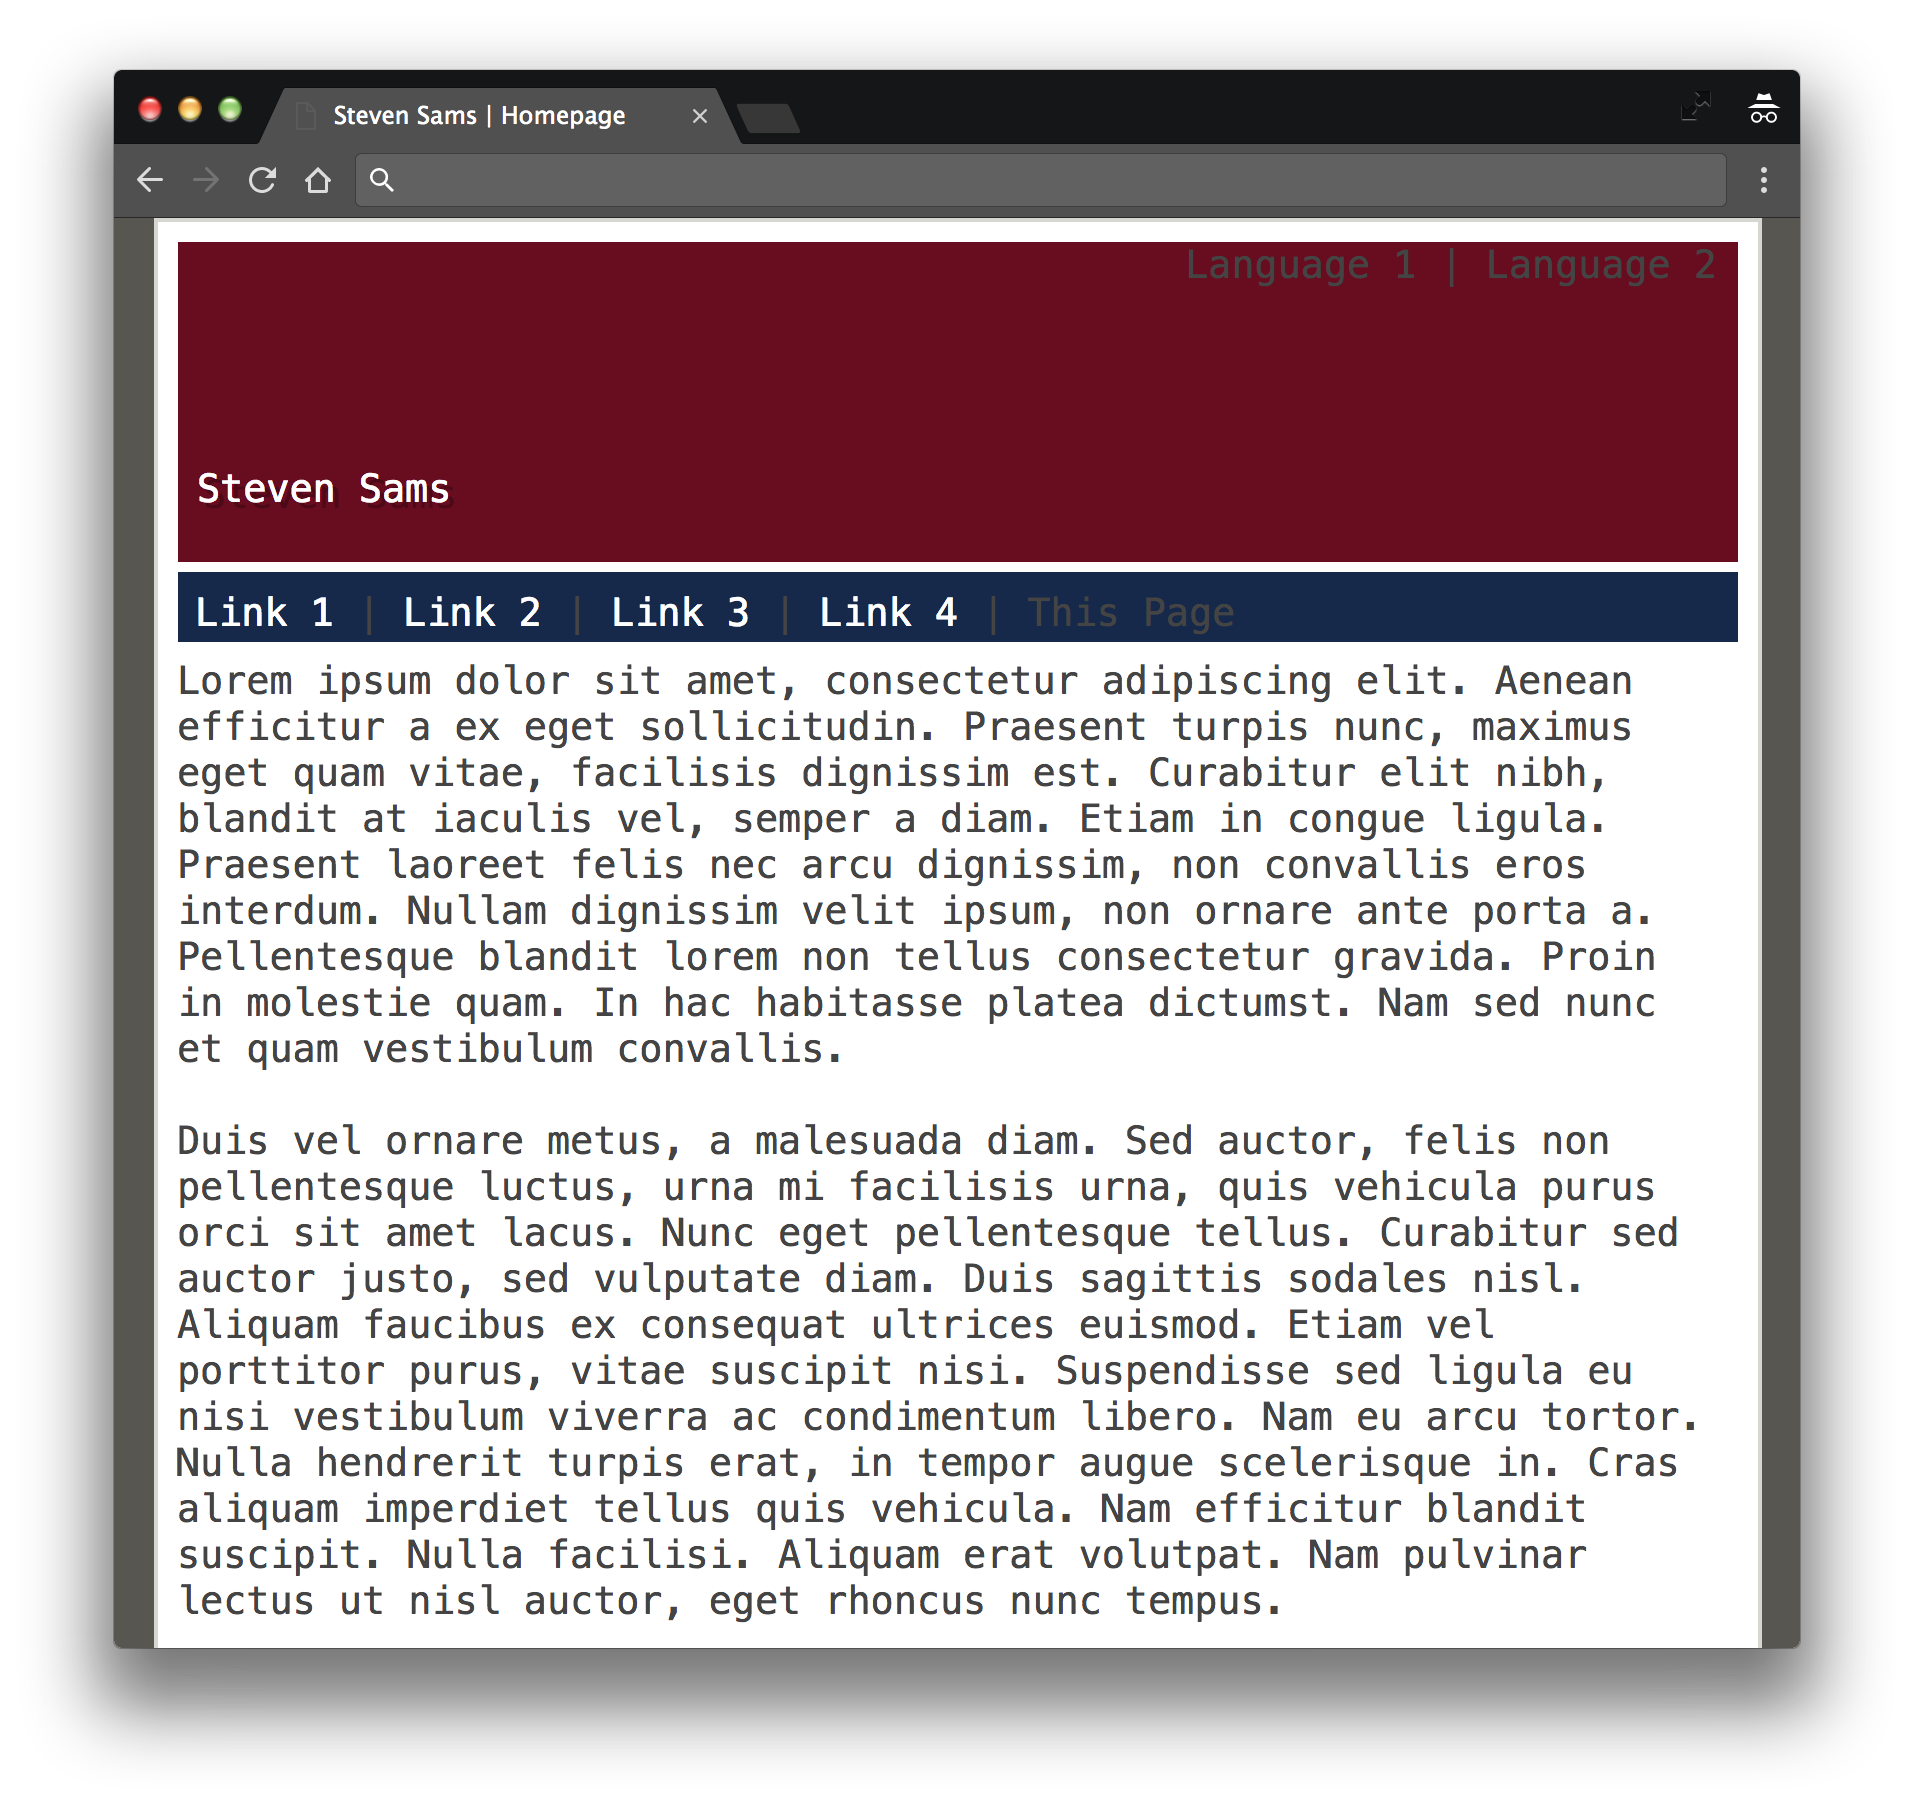 Steven Sams | Homepage
Language 1 | Language 2
Steven Sams
Link 1 | Link 2 | Link 3 | Link 4 | This Page
Lorem ipsum dolor sit amet, consectetur adipiscing elit. Aenean
efficitur a ex eget sollicitudin. Praesent turpis nunc, maximus
eget quam vitae, facilisis dignissim est. Curabitur elit nibh,
blandit at iaculis vel, semper a diam. Etiam in congue ligula.
Praesent laoreet felis nec arcu dignissim, non convallis eros
interdum. Nullam dignissim velit ipsum, non ornare ante porta a.
Pellentesque blandit lorem non tellus consectetur gravida. Proin
in molestie quam. In hac habitasse platea dictumst. Nam sed nunc
et quam vestibulum convallis.
Duis vel ornare metus, a malesuada diam. Sed auctor, felis non
pellentesque luctus, urna mi facilisis urna, quis vehicula purus
orci sit amet lacus. Nunc eget pellentesque tellus. Curabitur sed
auctor justo, sed vulputate diam. Duis sagittis sodales nisl.
Aliquam faucibus ex consequat ultrices euismod. Etiam vel
porttitor purus, vitae suscipit nisi. Suspendisse sed ligula eu
nisi vestibulum viverra ac condimentum libero. Nam eu arcu tortor.
Nulla hendrerit turpis erat, in tempor augue scelerisque in. Cras
aliquam imperdiet tellus quis vehicula. Nam efficitur blandit
suscipit. Nulla facilisi. Aliquam erat volutpat. Nam pulvinar
lectus ut nisl auctor, eget rhoncus nunc tempus.